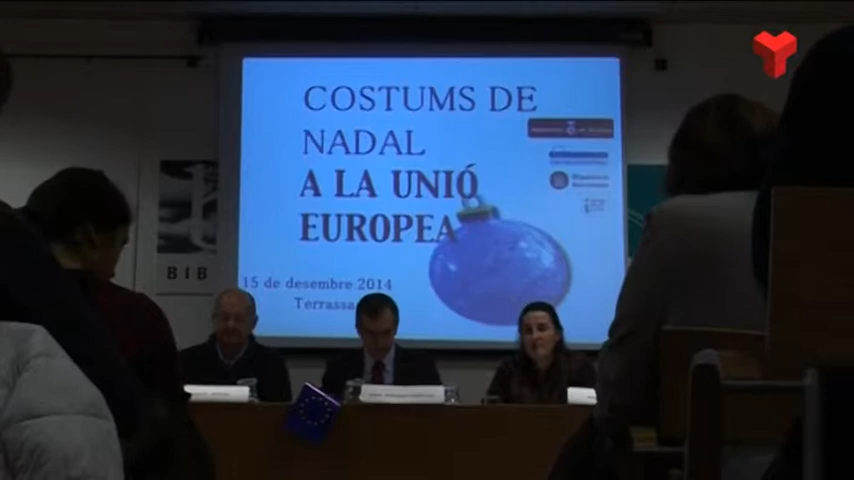 COSTUMS DE
NADAL
A LA UNIÓ
EUROPEA
15 de desembre 2014
Terrassa
BIB